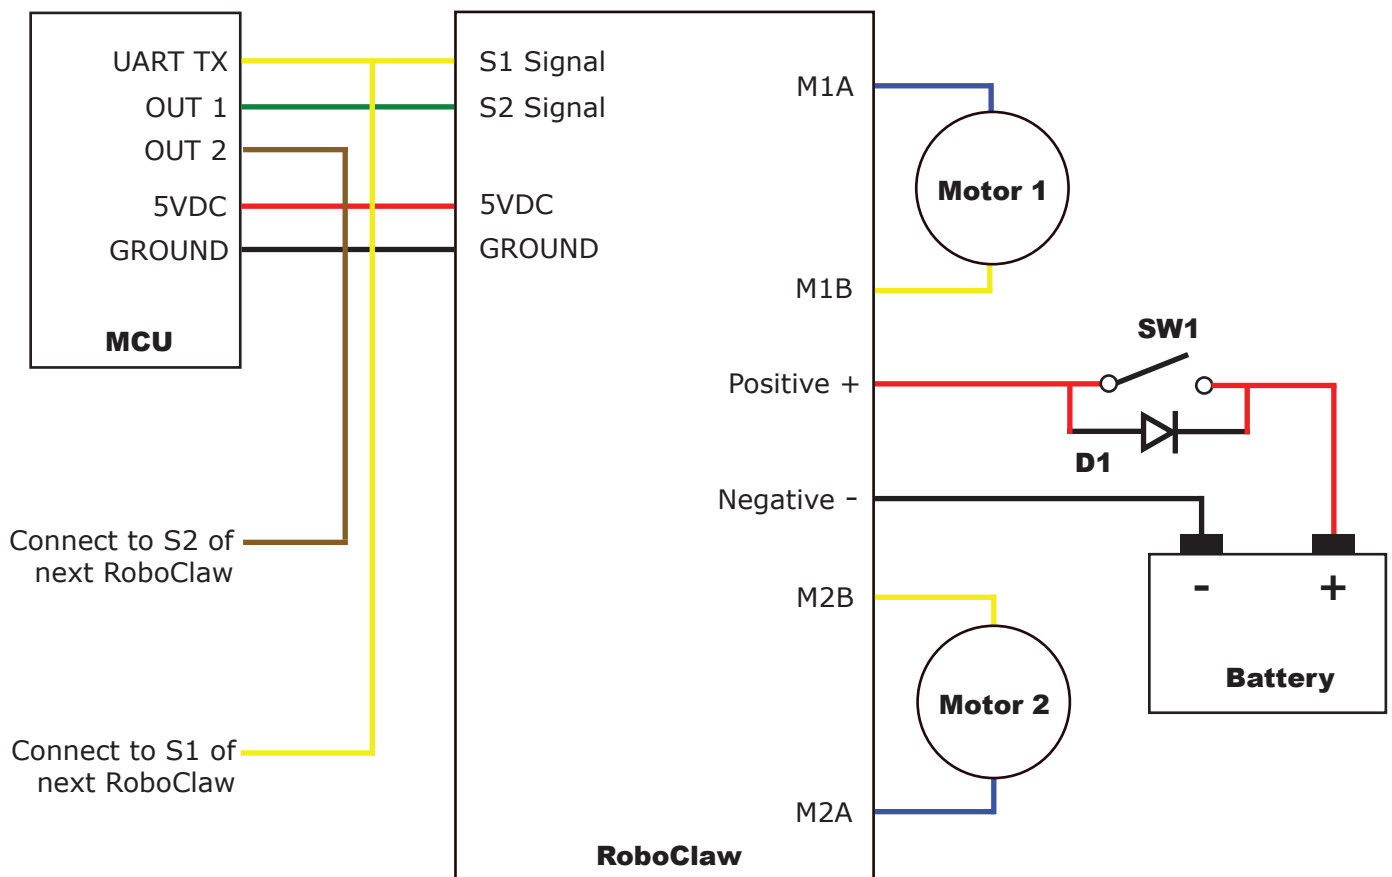 UART TX
OUT 1
OUT 2
5VDC
GROUND
MCU
Connect to S2 of
next RoboClaw
Connect to S1 of
next RoboClaw
S1 Signal
S2 Signal
5VDC
GROUND
M1A
M1B
Positive +
Negative -
M2B
M2A
RoboClaw
Motor 1
SW1
D1
- +
Battery
Motor 2